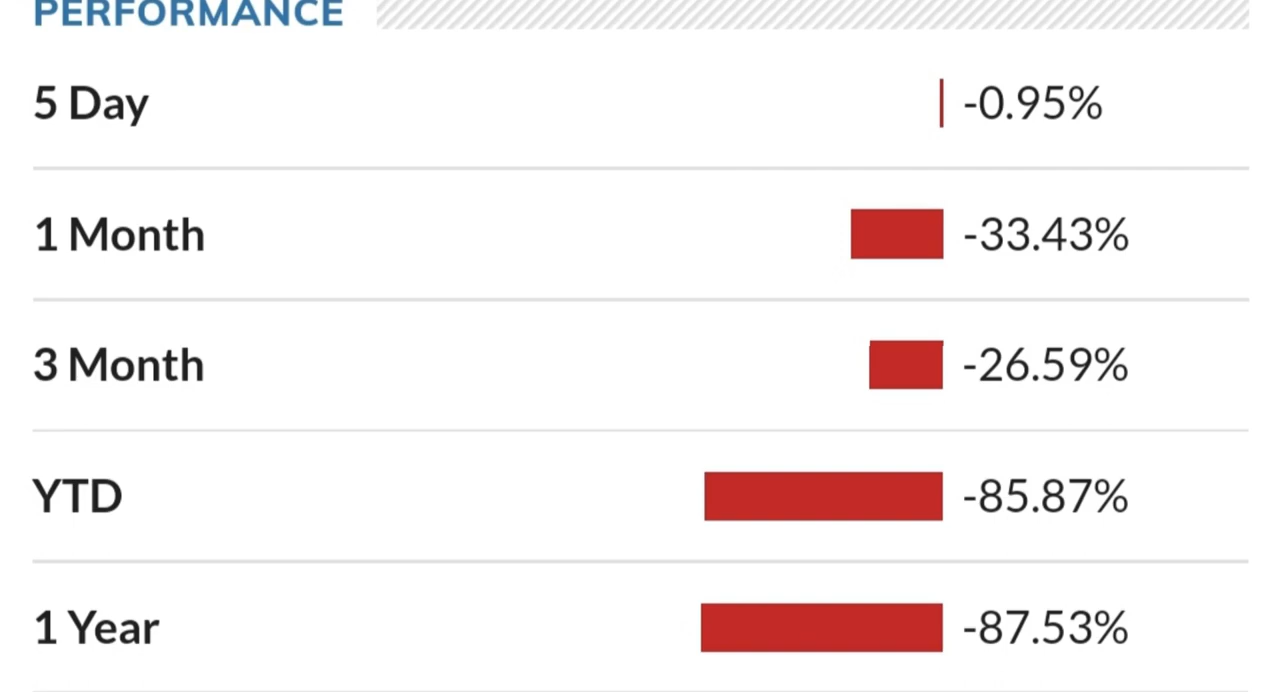 PERFORMANCE
5 Day -0.95%
1 Month -33.43%
3 Month -26.59%
YTD -85.87%
1 Year -87.53%